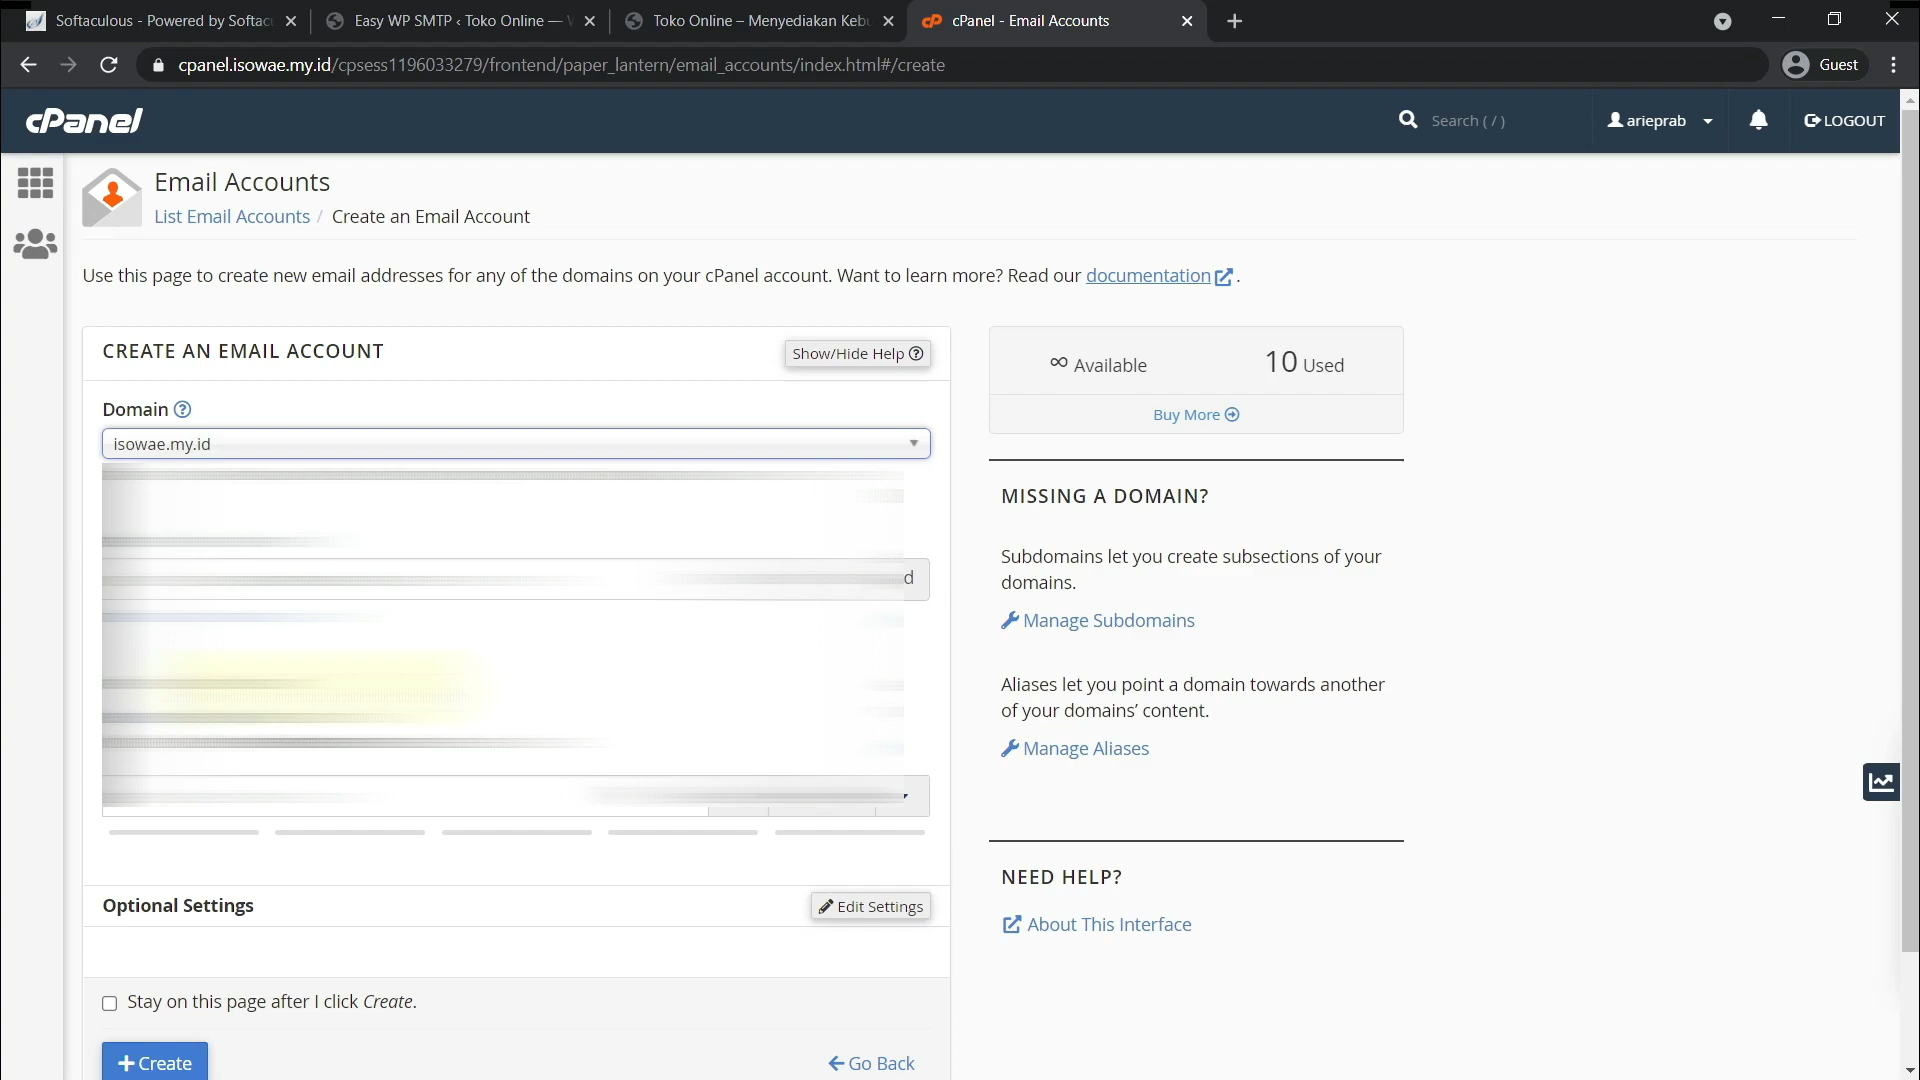 Softaculous - Powered by Softacu
Easy WP SMTP ‹ Toko Online —
Toko Online – Menyediakan Kebu
cPanel - Email Accounts
cpanel.isowae.my.id/cpsess1196033279/frontend/paper_lantern/email_accounts/index.html#/create
Guest
cPanel
Search ( / )
arieprab
LOGOUT
Email Accounts
List Email Accounts / Create an Email Account
Use this page to create new email addresses for any of the domains on your cPanel account. Want to learn more? Read our documentation .
CREATE AN EMAIL ACCOUNT
Show/Hide Help
Domain
isowae.my.id
d
Optional Settings
Edit Settings
Stay on this page after I click Create.
+ Create
Go Back
∞ Available
10 Used
Buy More
MISSING A DOMAIN?
Subdomains let you create subsections of your
domains.
Manage Subdomains
Aliases let you point a domain towards another
of your domains’ content.
Manage Aliases
NEED HELP?
About This Interface